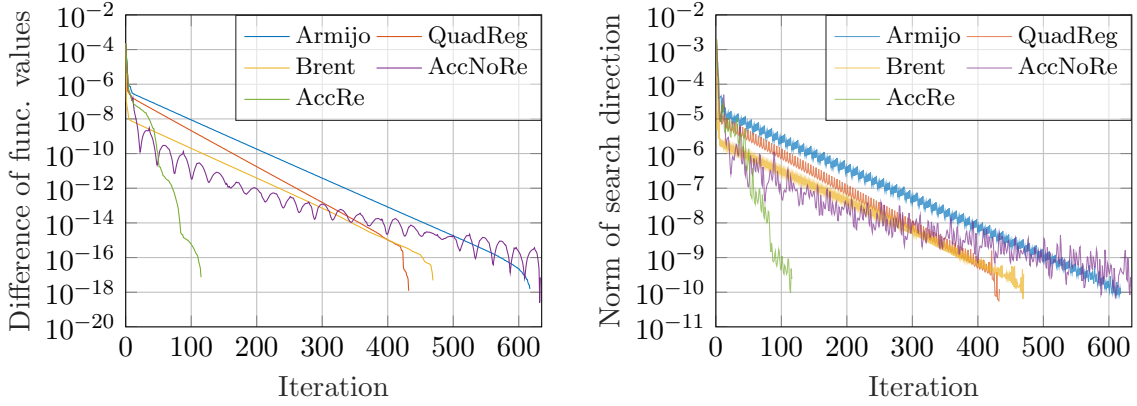 Difference of func. values
10^−2
10^−4
10^−6
10^−8
10^−10
10^−12
10^−14
10^−16
10^−18
10^−20
Armijo QuadReg
Brent AccNoRe
AccRe
0 100 200 300 400 500 600
Iteration
Norm of search direction
10^−2
10^−3
10^−4
10^−5
10^−6
10^−7
10^−8
10^−9
10^−10
10^−11
Armijo QuadReg
Brent AccNoRe
AccRe
0 100 200 300 400 500 600
Iteration